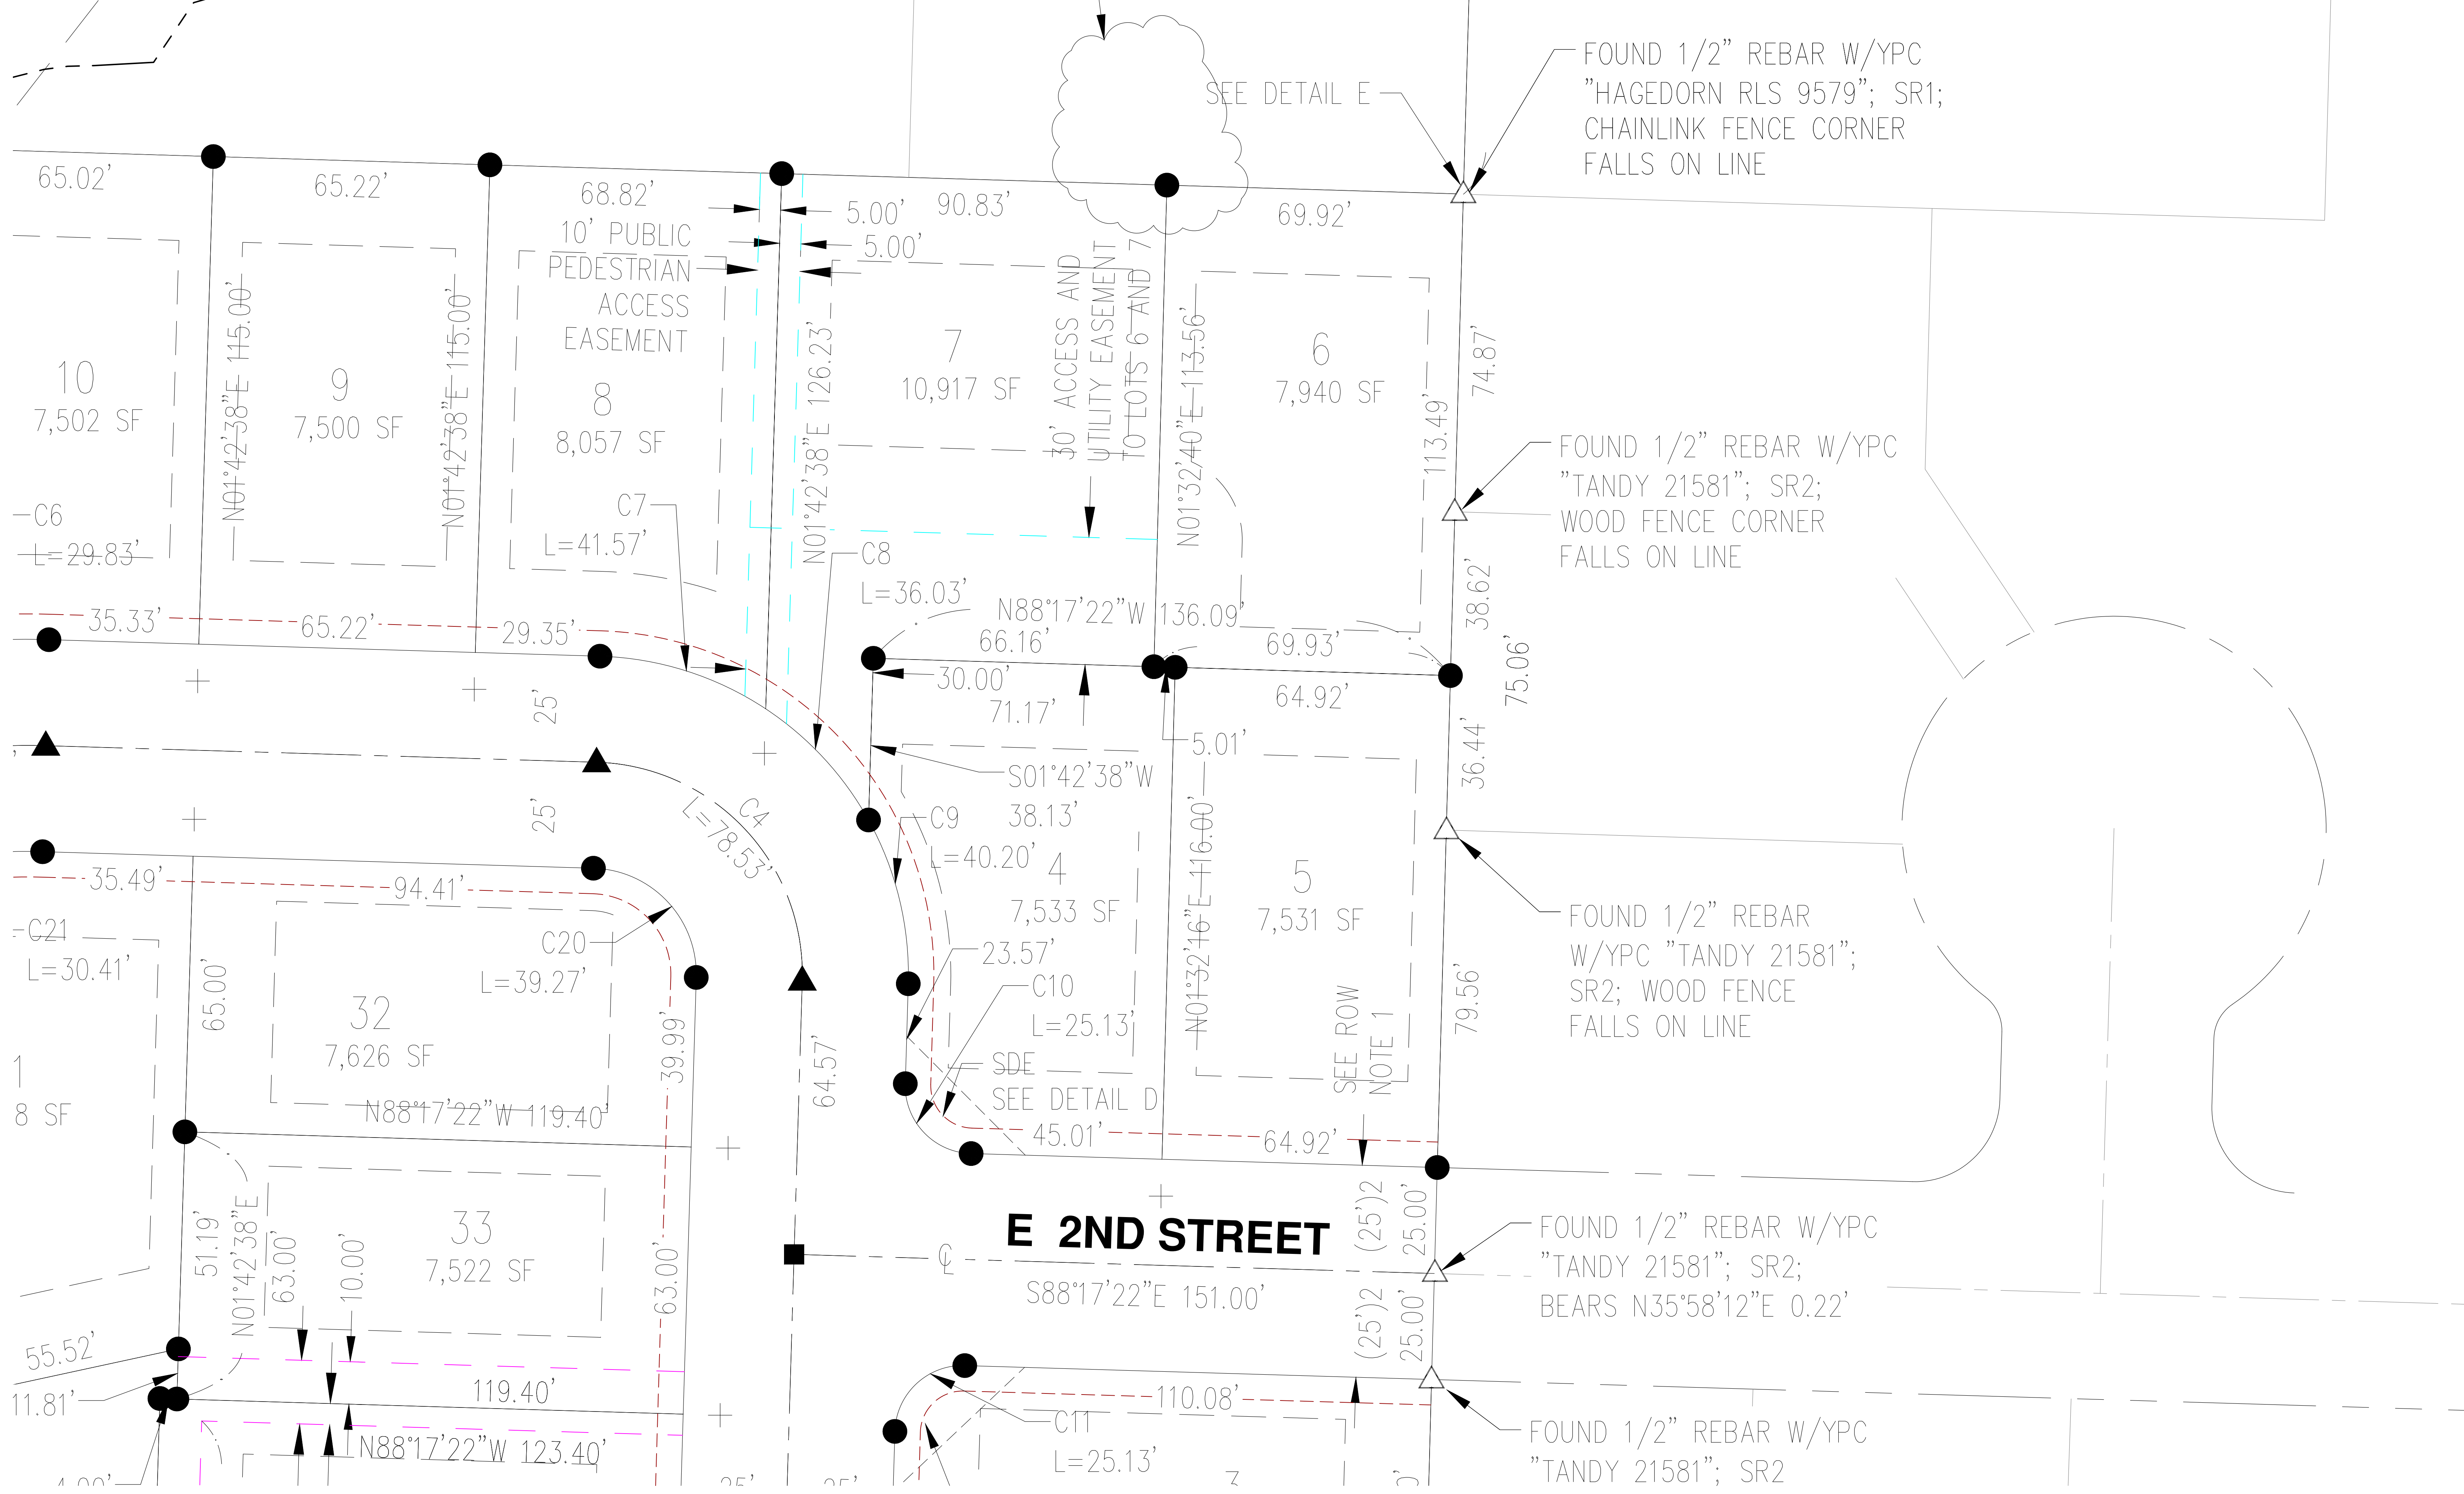 FOUND 1/2" REBAR W/YPC
"HAGEDORN RLS 9579"; SR1;
CHAINLINK FENCE CORNER
FALLS ON LINE
SEE DETAIL E
65.02'
65.22'
68.82'
5.00'
90.83'
69.92'
5.00'
10' PUBLIC
PEDESTRIAN
ACCESS
EASEMENT
30' ACCESS AND
UTILITY EASEMENT
TO LOTS 6 AND 7
10
7,502 SF
N01°42'38"E 115.00'
9
7,500 SF
N01°42'38"E 115.00'
8
8,057 SF
N01°42'38"E 126.23'
7
10,917 SF
N01°32'40"E 113.56'
6
7,940 SF
113.49'
74.87'
FOUND 1/2" REBAR W/YPC
"TANDY 21581"; SR2;
WOOD FENCE CORNER
FALLS ON LINE
C6
L=29.83'
C7
L=41.57'
C8
L=36.03'
38.62'
75.06'
35.33'
65.22'
29.35'
N88°17'22"W 136.09'
66.16'
69.93'
30.00'
71.17'
64.92'
5.01'
36.44'
25'
25'
C4
L=78.53'
S01°42'38"W
38.13'
C9
L=40.20'
4
7,533 SF
N01°32'16"E 116.00'
5
7,531 SF
79.56'
FOUND 1/2" REBAR
W/YPC "TANDY 21581";
SR2; WOOD FENCE
FALLS ON LINE
35.49'
94.41'
C21
L=30.41'
65.00'
C20
L=39.27'
32
7,626 SF
39.99'
64.57'
23.57'
C10
L=25.13'
SDE
SEE DETAIL D
SEE ROW
NOTE 1
1
8 SF
N88°17'22"W 119.40'
45.01'
64.92'
51.19'
N01°42'38"E
63.00'
10.00'
33
7,522 SF
63.00'
E 2ND STREET
CL
S88°17'22"E 151.00'
(25')2
25.00'
(25')2
25.00'
FOUND 1/2" REBAR W/YPC
"TANDY 21581"; SR2;
BEARS N35°58'12"E 0.22'
55.52'
11.81'
119.40'
N88°17'22"W 123.40'
110.08'
C11
L=25.13'
FOUND 1/2" REBAR W/YPC
"TANDY 21581"; SR2